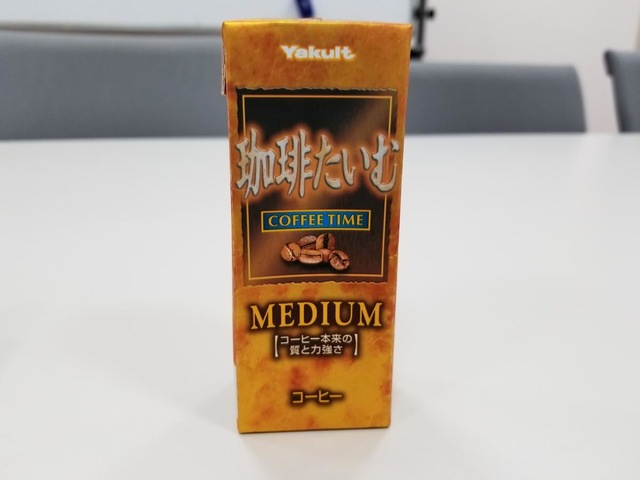 Yakult
珈琲たいむ
COFFEE TIME
MEDIUM
【コーヒー本来の
質と力強さ】
コーヒー